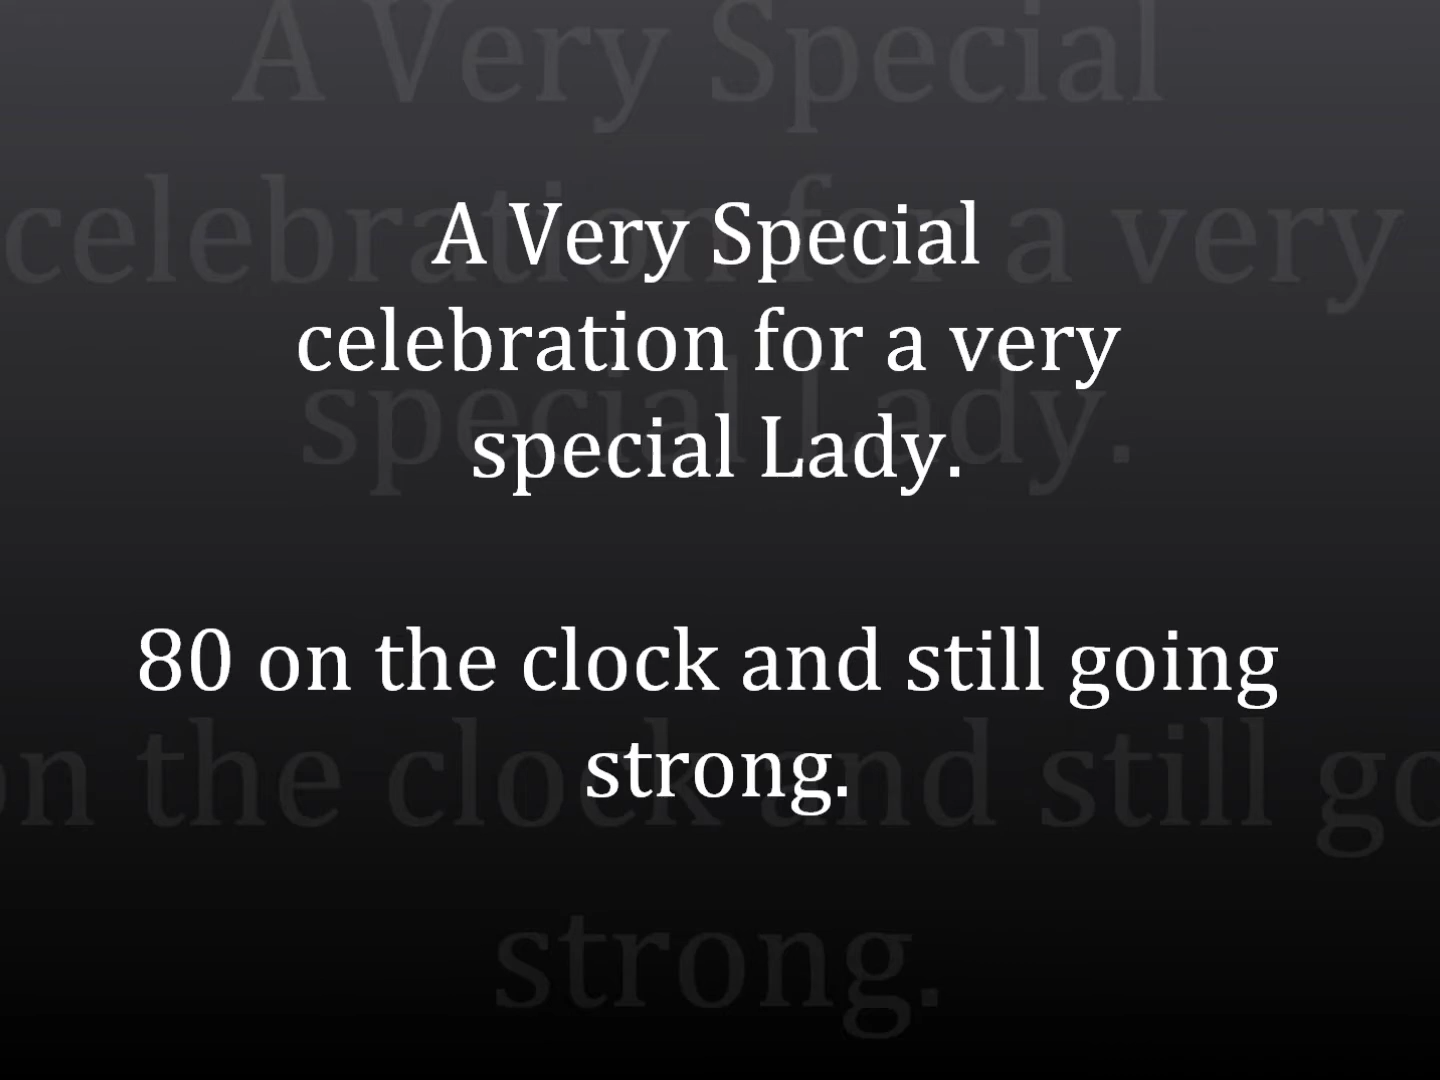 A Very Special
celebration for a very
special Lady.
80 on the clock and still going
strong.